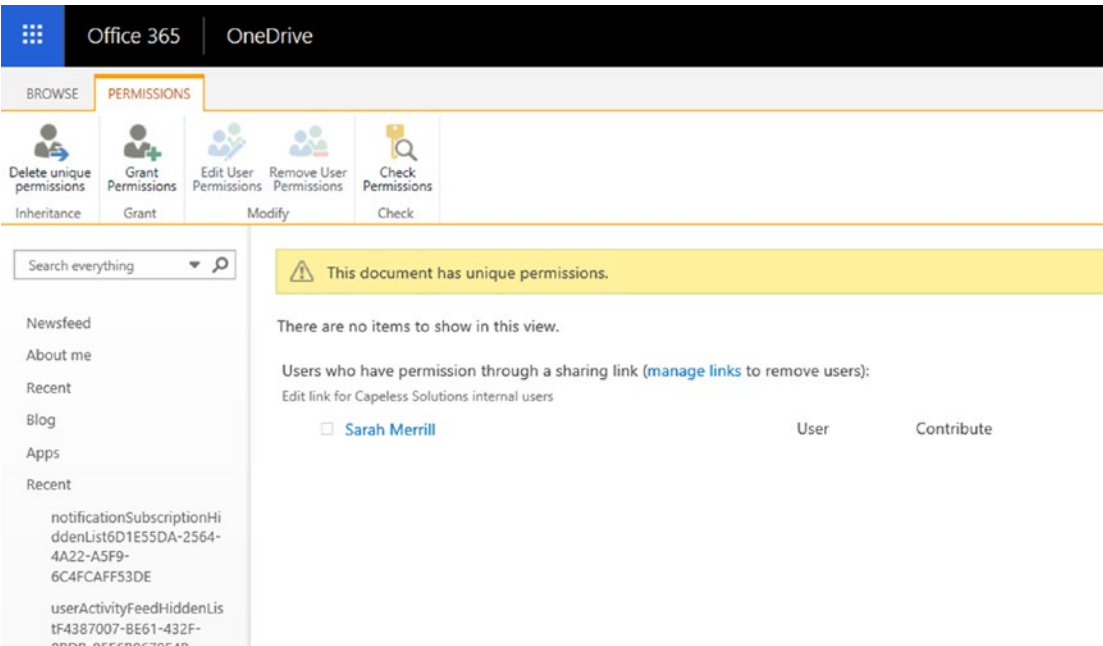 Office 365 OneDrive
BROWSE PERMISSIONS
Delete unique permissions
Grant Permissions
Edit User Permissions
Remove User Permissions
Check Permissions
Inheritance Grant Modify Check
Search everything
This document has unique permissions.
Newsfeed
There are no items to show in this view.
About me
Users who have permission through a sharing link (manage links to remove users):
Recent
Edit link for Capeless Solutions internal users
Blog
Sarah Merrill User Contribute
Apps
Recent
notificationSubscriptionHi
ddenList6D1E55DA-2564-
4A22-A5F9-
6C4FCAFF53DE
userActivityFeedHiddenLis
tF4387007-BE61-432F-